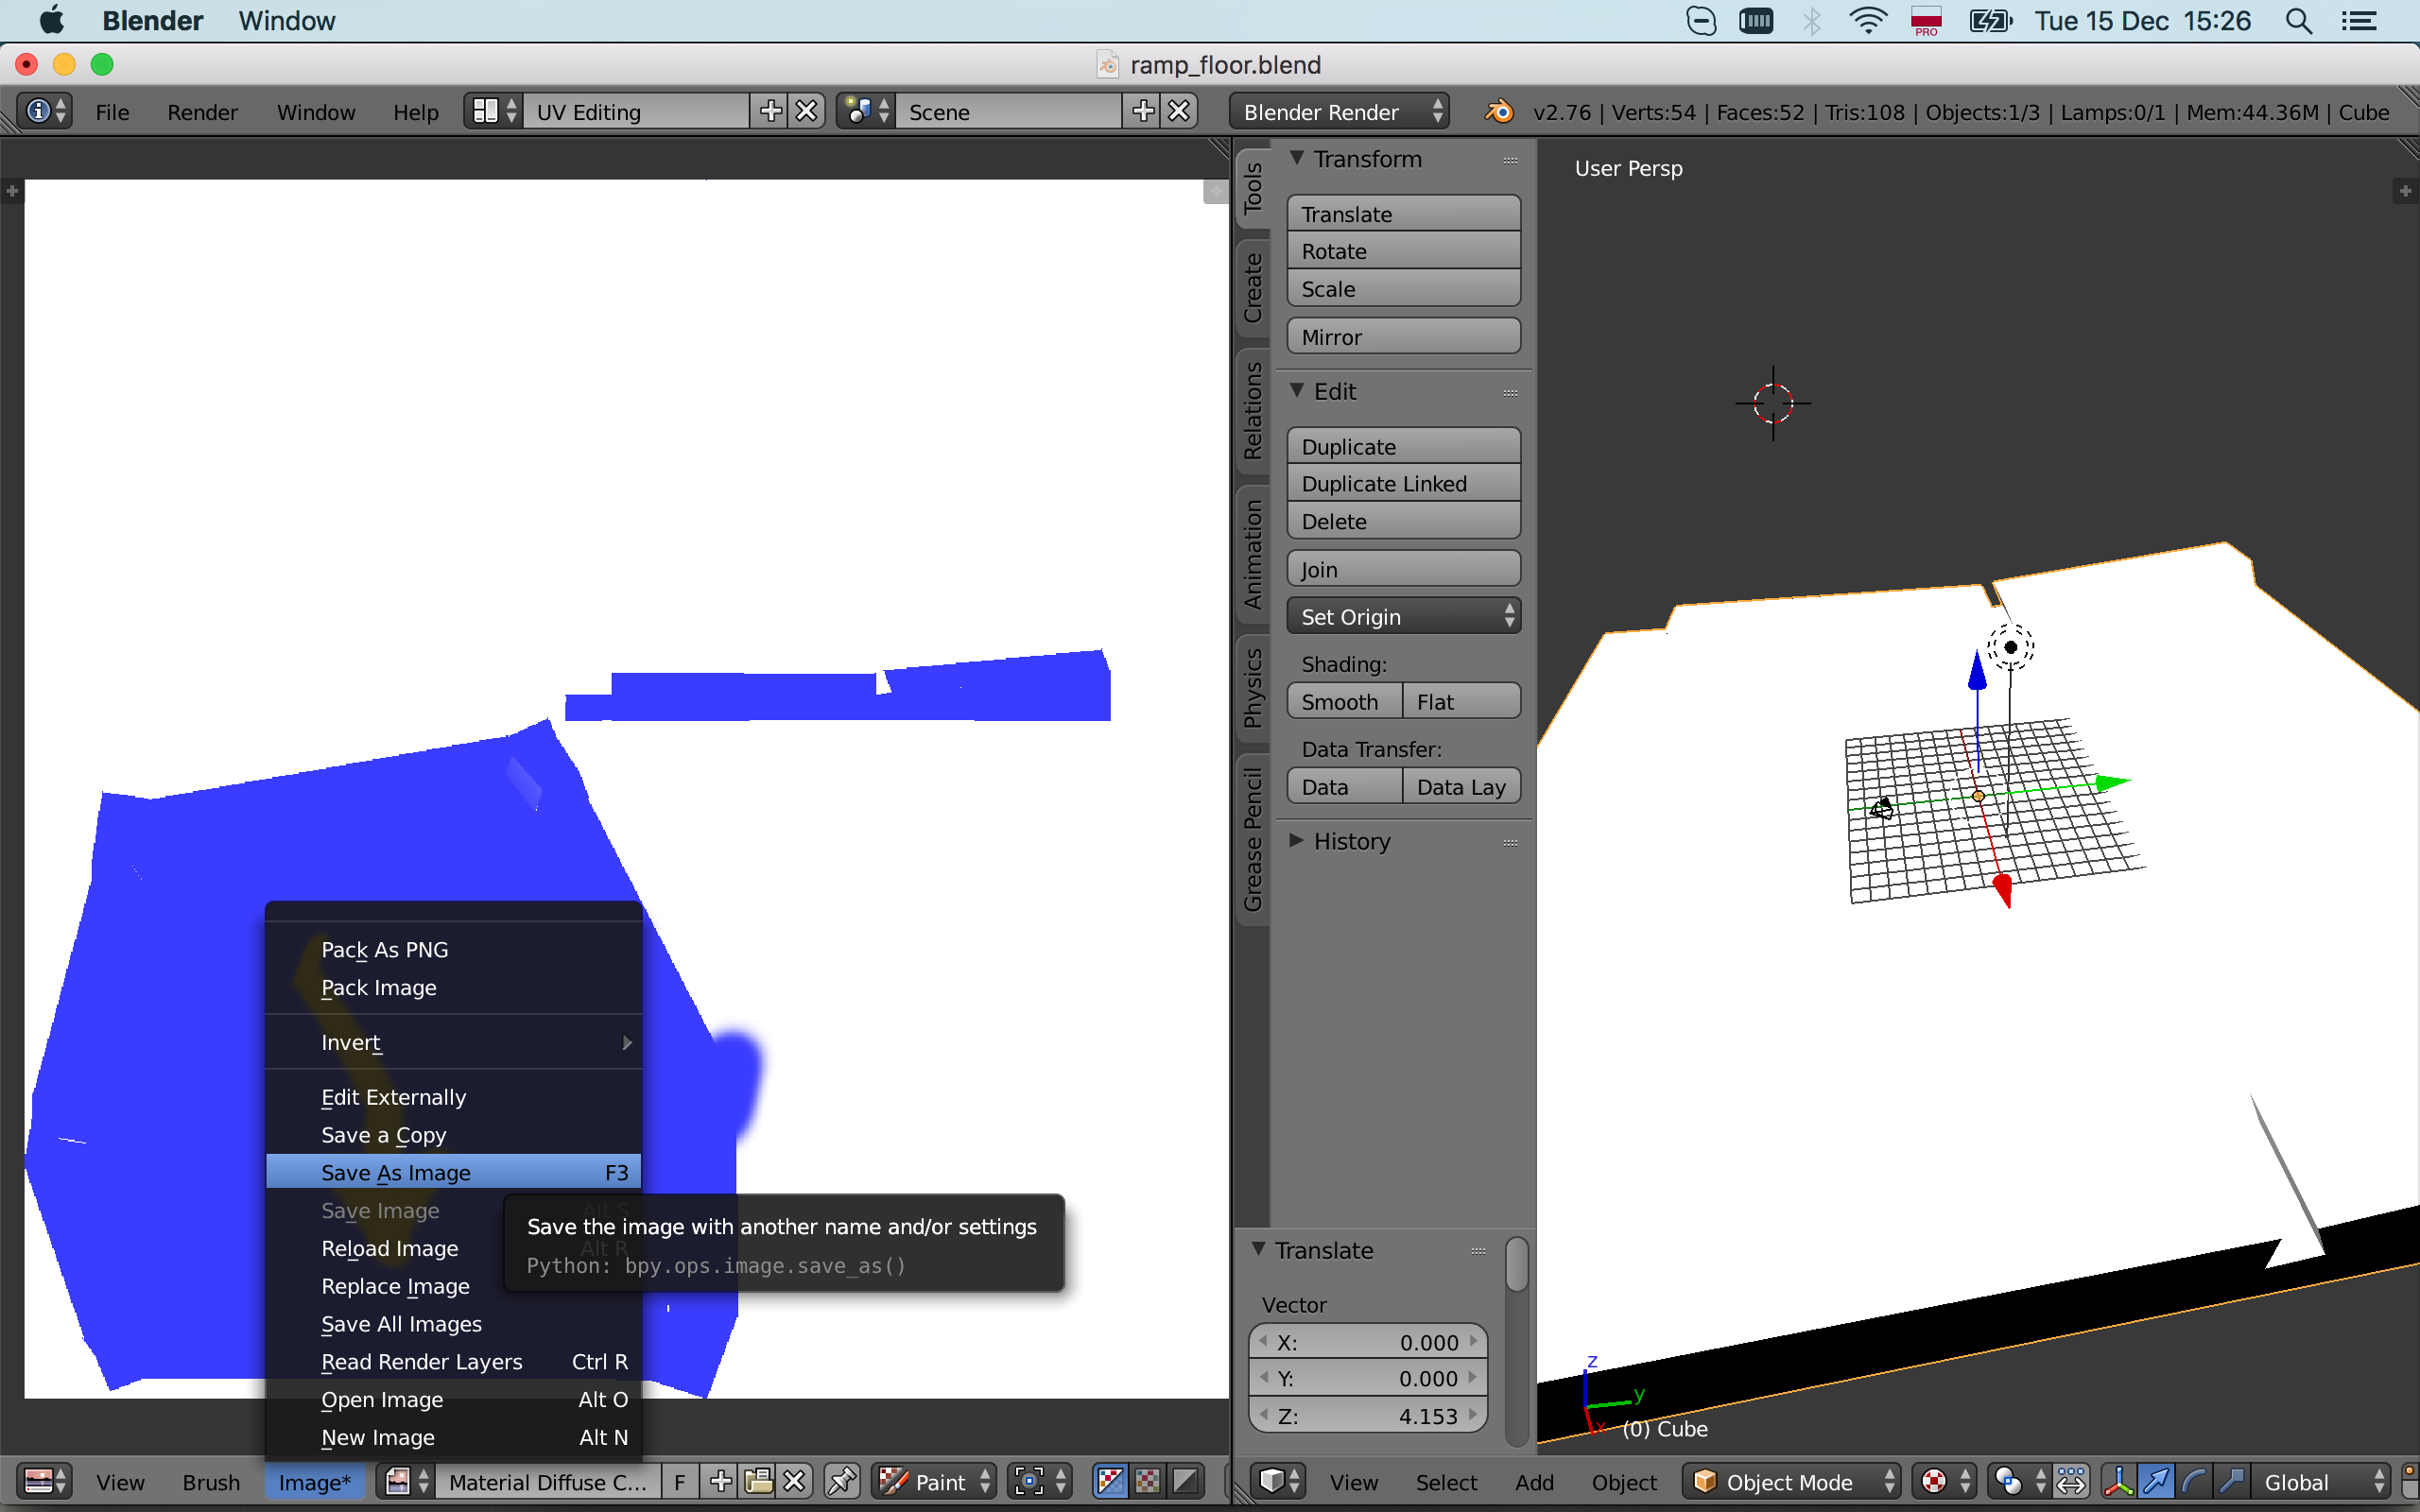 Blender Window PRO Tue 15 Dec 15:26
ramp_floor.blend
File Render Window Help UV Editing Scene Blender Render v2.76 | Verts:54 | Faces:52 | Tris:108 | Objects:1/3 | Lamps:0/1 | Mem:44.36M | Cube
Tools
Create
Relations
Animation
Physics
Grease Pencil
Transform
Translate
Rotate
Scale
Mirror
Edit
Duplicate
Duplicate Linked
Delete
Join
Set Origin
Shading:
Smooth Flat
Data Transfer:
Data Data Lay
History
User Persp
Pack As PNG
Pack Image
Invert
Edit Externally
Save a Copy
Save As Image F3
Save Image Alt S
Reload Image Alt R
Replace Image
Save All Images
Read Render Layers Ctrl R
Open Image Alt O
New Image Alt N
Save the image with another name and/or settings
Python: bpy.ops.image.save_as()
Translate
Vector
X: 0.000
Y: 0.000
Z: 4.153
z
y
x
(0) Cube
View Brush Image* Material Diffuse C... F Paint
View Select Add Object Object Mode Global